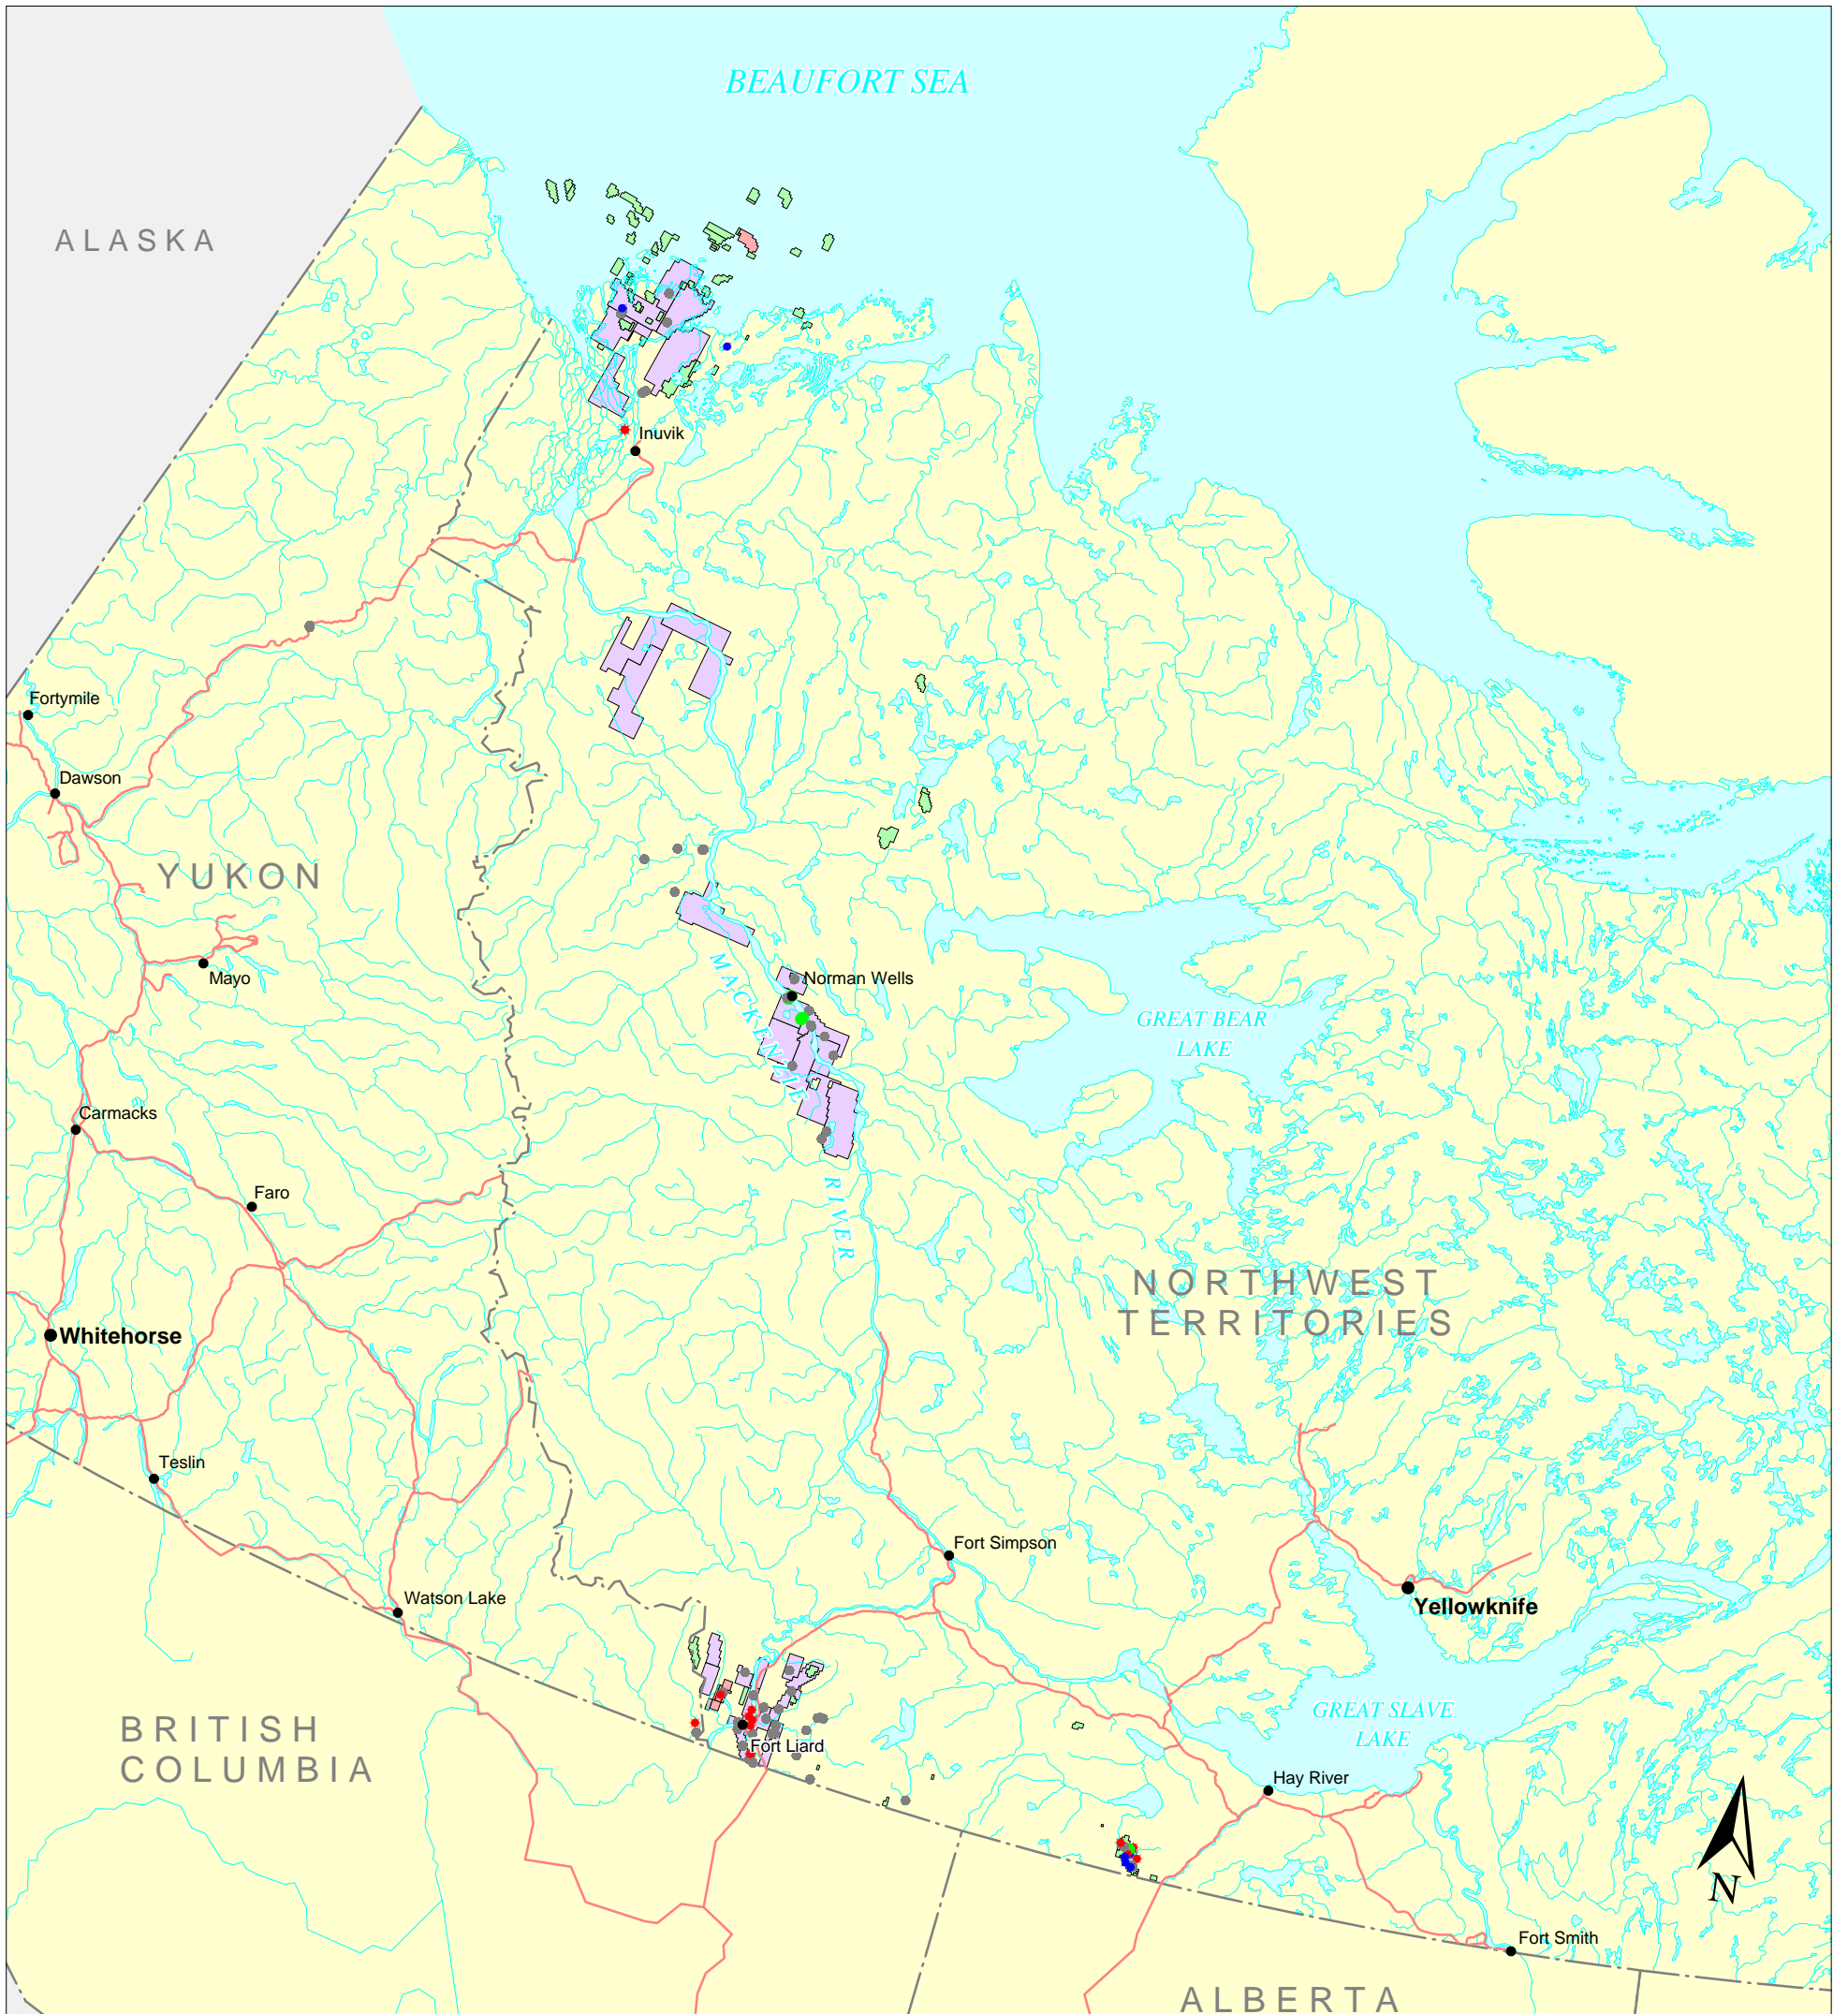 BEAUFORT SEA
ALASKA
Inuvik
Fortymile
Dawson
YUKON
Mayo
MACKENZIE
Norman Wells
GREAT BEAR
LAKE
Carmacks
Faro
RIVER
NORTHWEST
TERRITORIES
Whitehorse
Teslin
Fort Simpson
Watson Lake
Yellowknife
BRITISH
COLUMBIA
Fort Liard
GREAT SLAVE
LAKE
Hay River
N
Fort Smith
ALBERTA